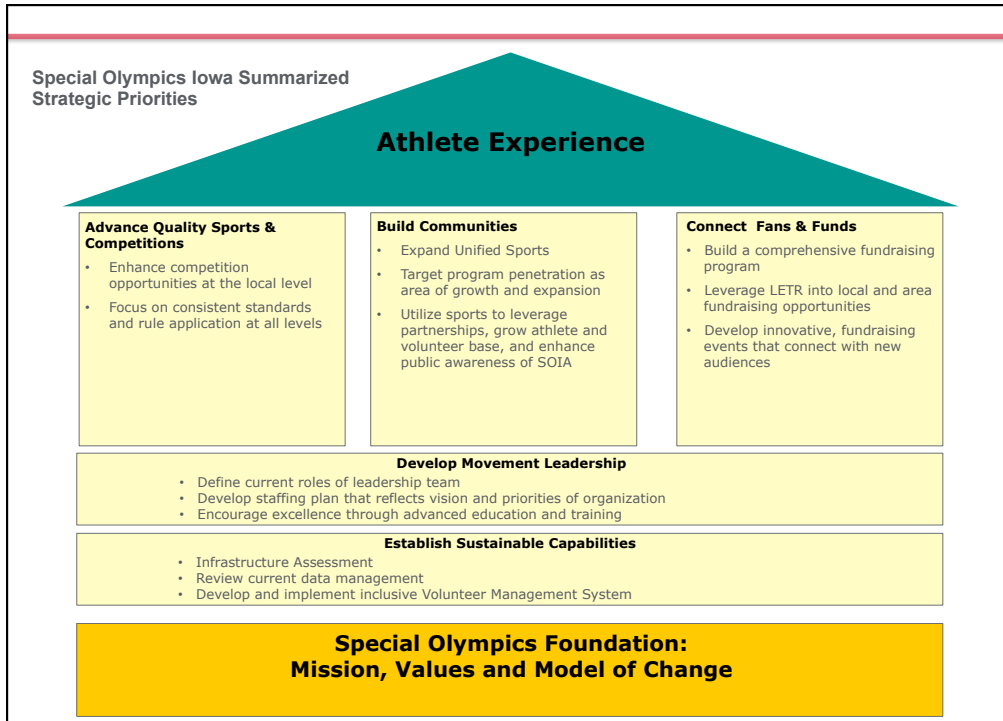 Special Olympics Iowa Summarized
Strategic Priorities
Athlete Experience
Advance Quality Sports &
Competitions
• Enhance competition
opportunities at the local level
• Focus on consistent standards
and rule application at all levels
Build Communities
• Expand Unified Sports
• Target program penetration as
area of growth and expansion
• Utilize sports to leverage
partnerships, grow athlete and
volunteer base, and enhance
public awareness of SOIA
Connect Fans & Funds
• Build a comprehensive fundraising
program
• Leverage LETR into local and area
fundraising opportunities
• Develop innovative, fundraising
events that connect with new
audiences
Develop Movement Leadership
• Define current roles of leadership team
• Develop staffing plan that reflects vision and priorities of organization
• Encourage excellence through advanced education and training
Establish Sustainable Capabilities
• Infrastructure Assessment
• Review current data management
• Develop and implement inclusive Volunteer Management System
Special Olympics Foundation:
Mission, Values and Model of Change